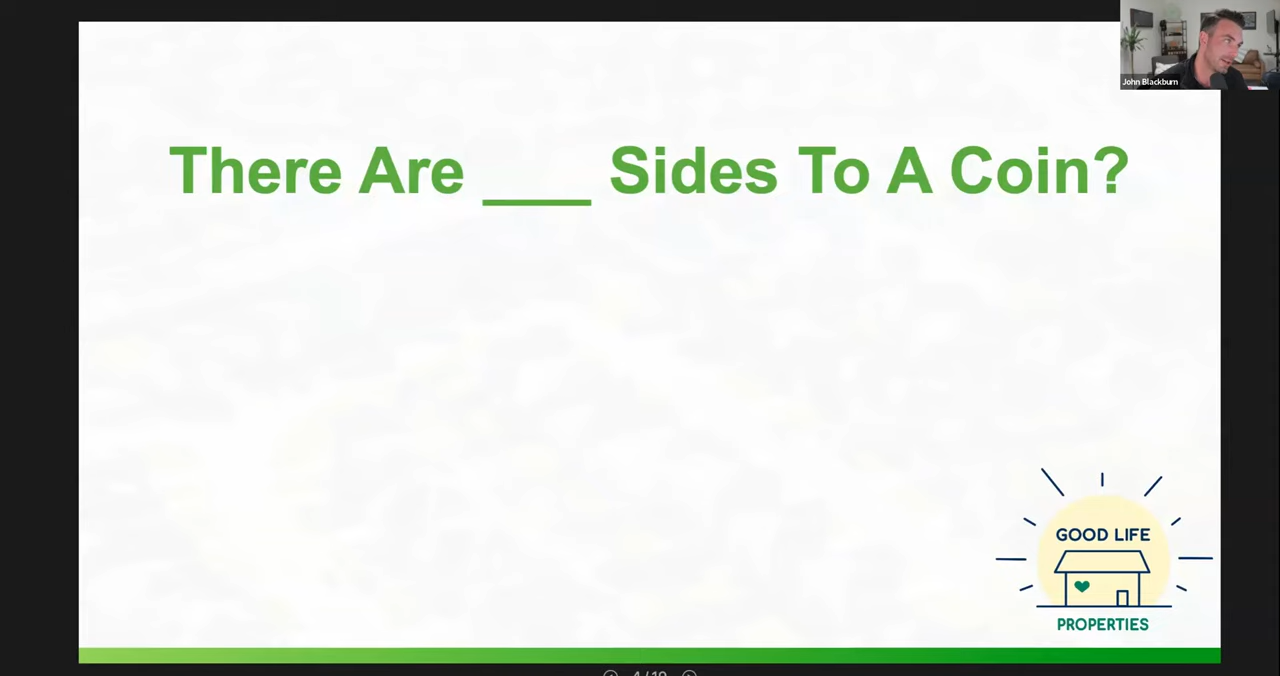 John Blackburn
There Are ____ Sides To A Coin?
GOOD LIFE
PROPERTIES